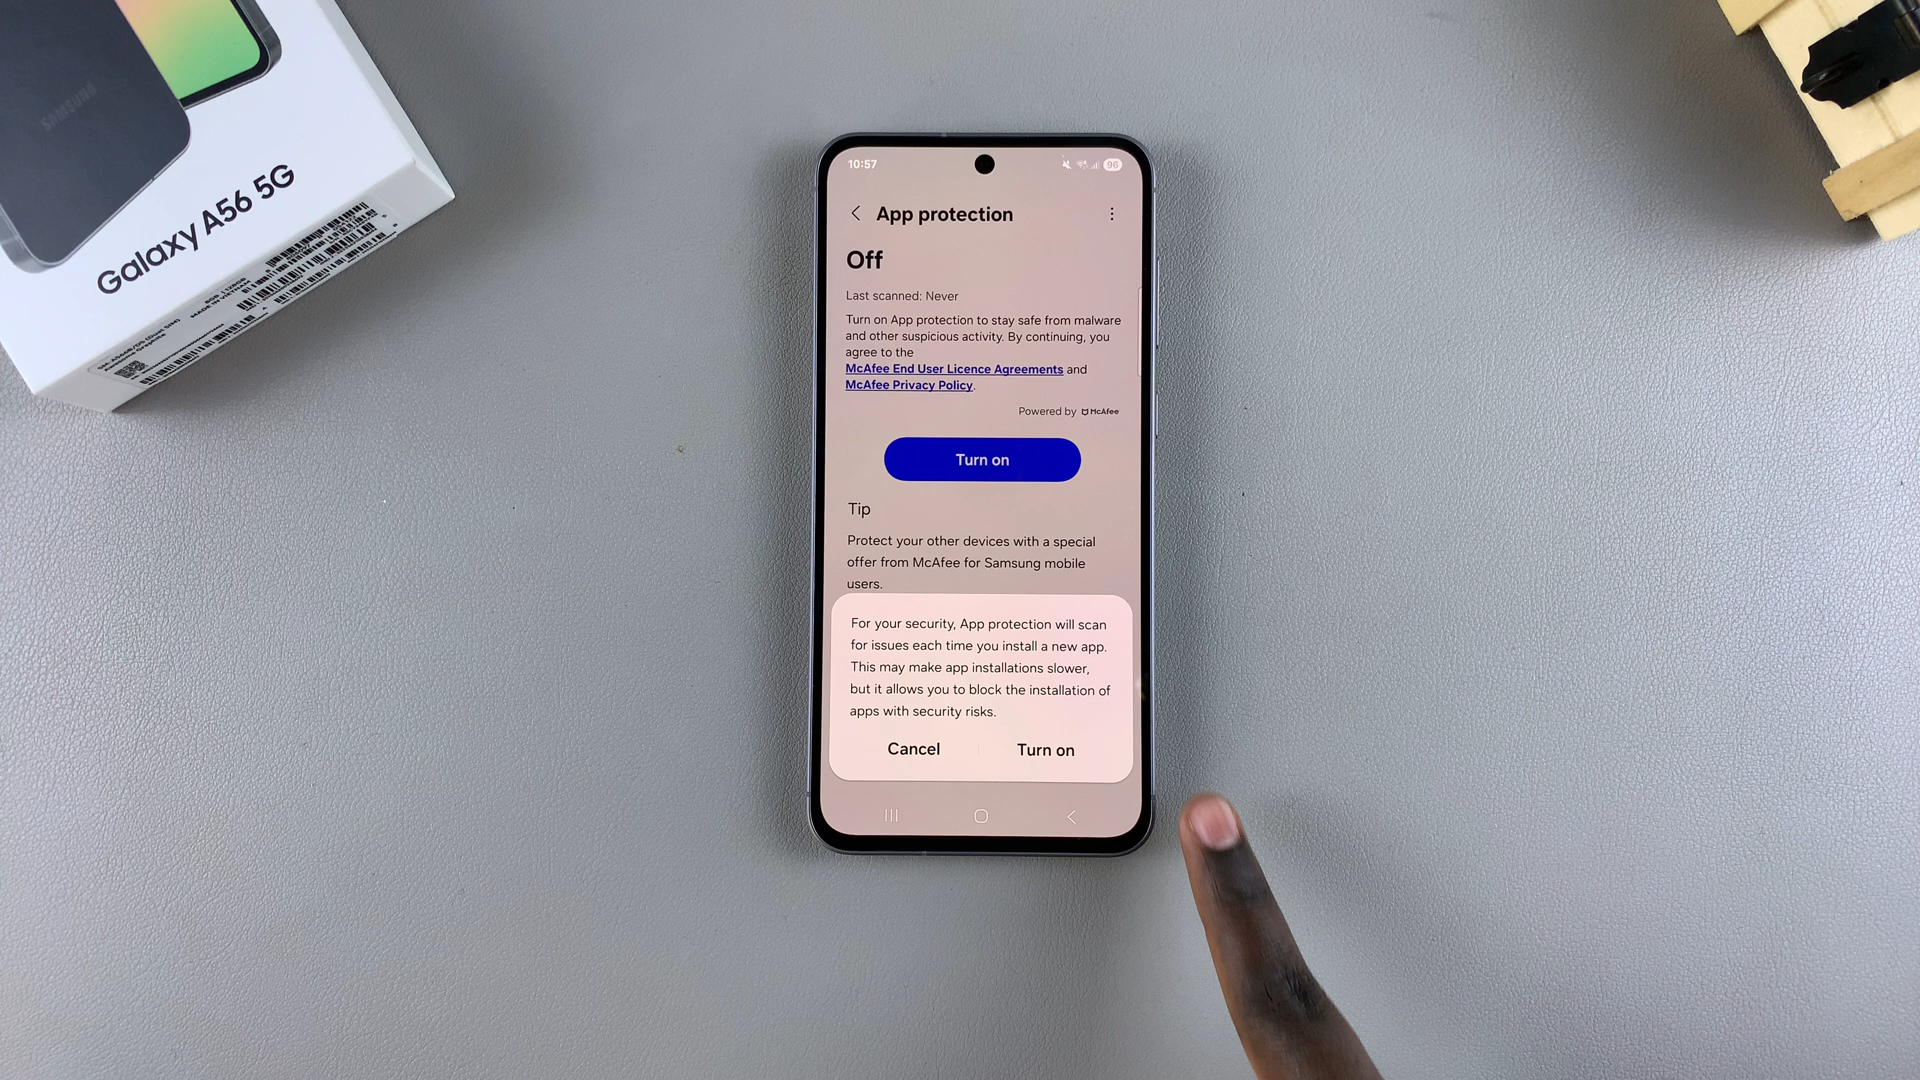 SAMSUNG
Galaxy A56 5G
MADE IN VIETNAM
10:57
96
App protection
Off
Last scanned: Never
Turn on App protection to stay safe from malware
and other suspicious activity. By continuing, you
agree to the
McAfee End User Licence Agreements and
McAfee Privacy Policy.
Powered by McAfee
Turn on
Tip
Protect your other devices with a special
offer from McAfee for Samsung mobile
users.
For your security, App protection will scan
for issues each time you install a new app.
This may make app installations slower,
but it allows you to block the installation of
apps with security risks.
Cancel
Turn on